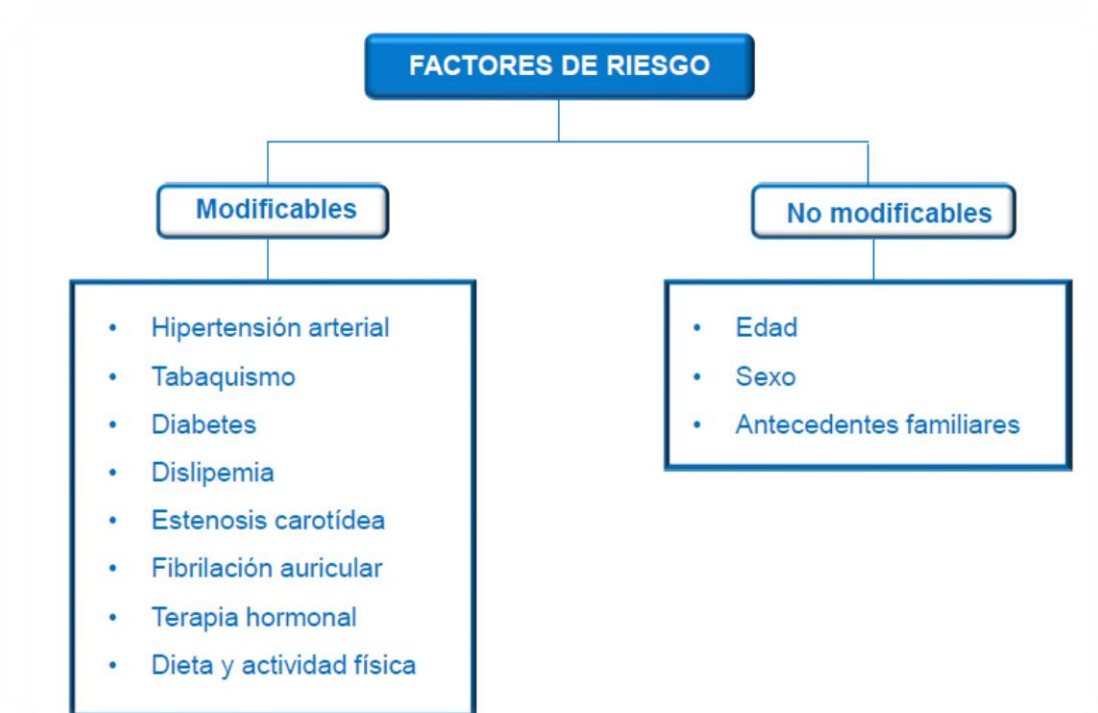 FACTORES DE RIESGO
Modificables
No modificables
• Hipertensión arterial
• Tabaquismo
• Diabetes
• Dislipemia
• Estenosis carotídea
• Fibrilación auricular
• Terapia hormonal
• Dieta y actividad física
• Edad
• Sexo
• Antecedentes familiares